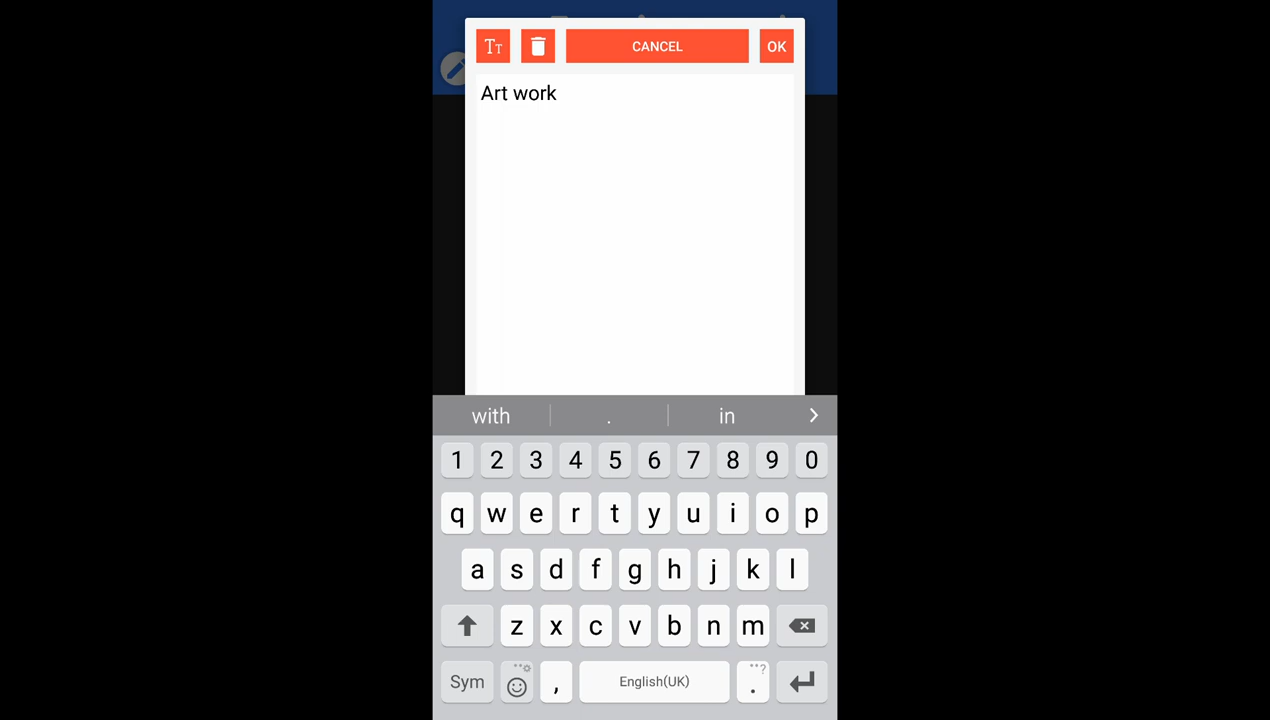 TT CANCEL OK
Art work
with . in
1 2 3 4 5 6 7 8 9 0
q w e r t y u i o p
a s d f g h j k l
z x c v b n m
Sym , English(UK) .